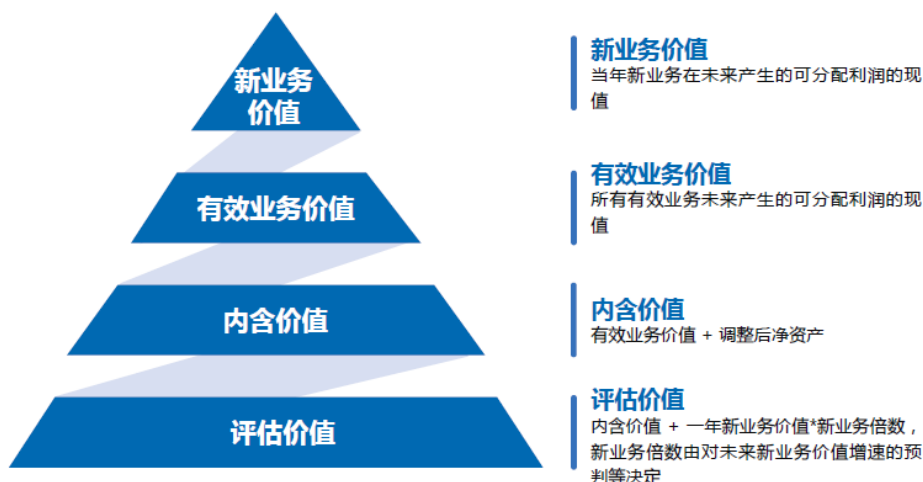 新业务
价值
新业务价值
当年新业务在未来产生的可分配利润的现
值
有效业务价值
有效业务价值
所有有效业务未来产生的可分配利润的现
值
内含价值
内含价值
有效业务价值 + 调整后净资产
评估价值
评估价值
内含价值 + 一年新业务价值*新业务倍数，
新业务倍数由对未来新业务价值增速的预
判等决定